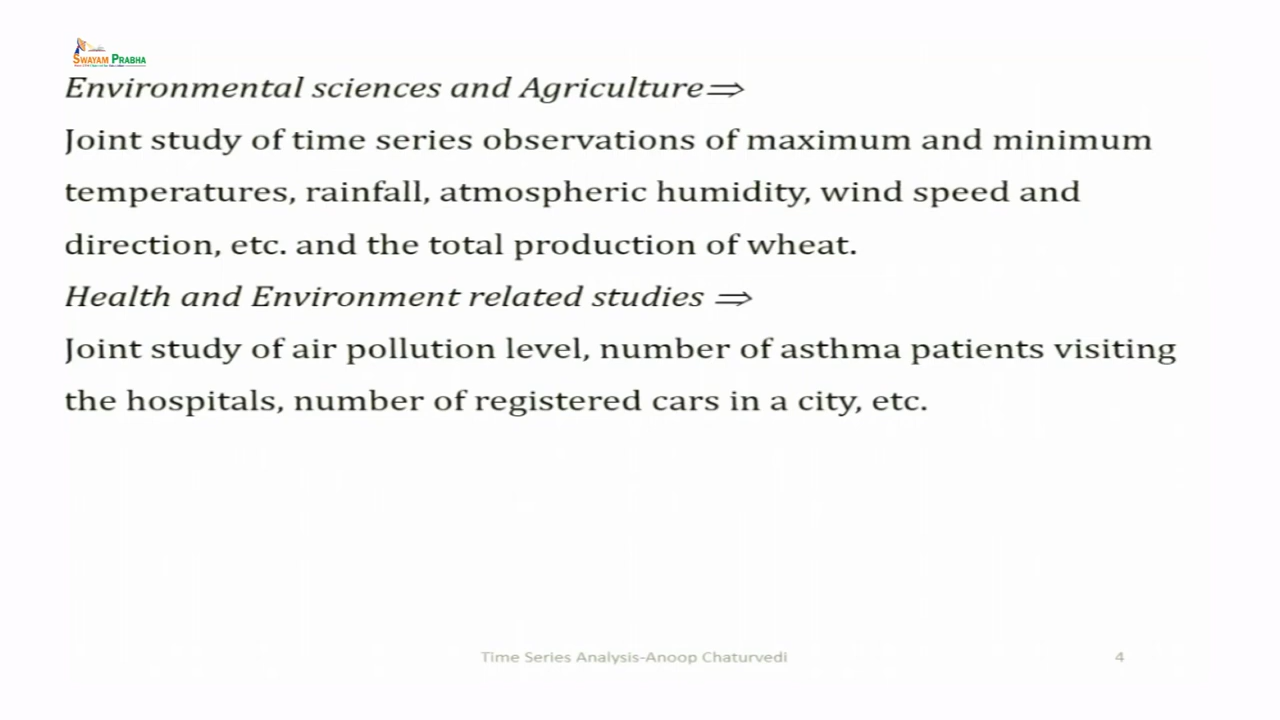 SWAYAM PRABHA
Environmental sciences and Agriculture⇒
Joint study of time series observations of maximum and minimum
temperatures, rainfall, atmospheric humidity, wind speed and
direction, etc. and the total production of wheat.
Health and Environment related studies ⇒
Joint study of air pollution level, number of asthma patients visiting
the hospitals, number of registered cars in a city, etc.
Time Series Analysis-Anoop Chaturvedi
4